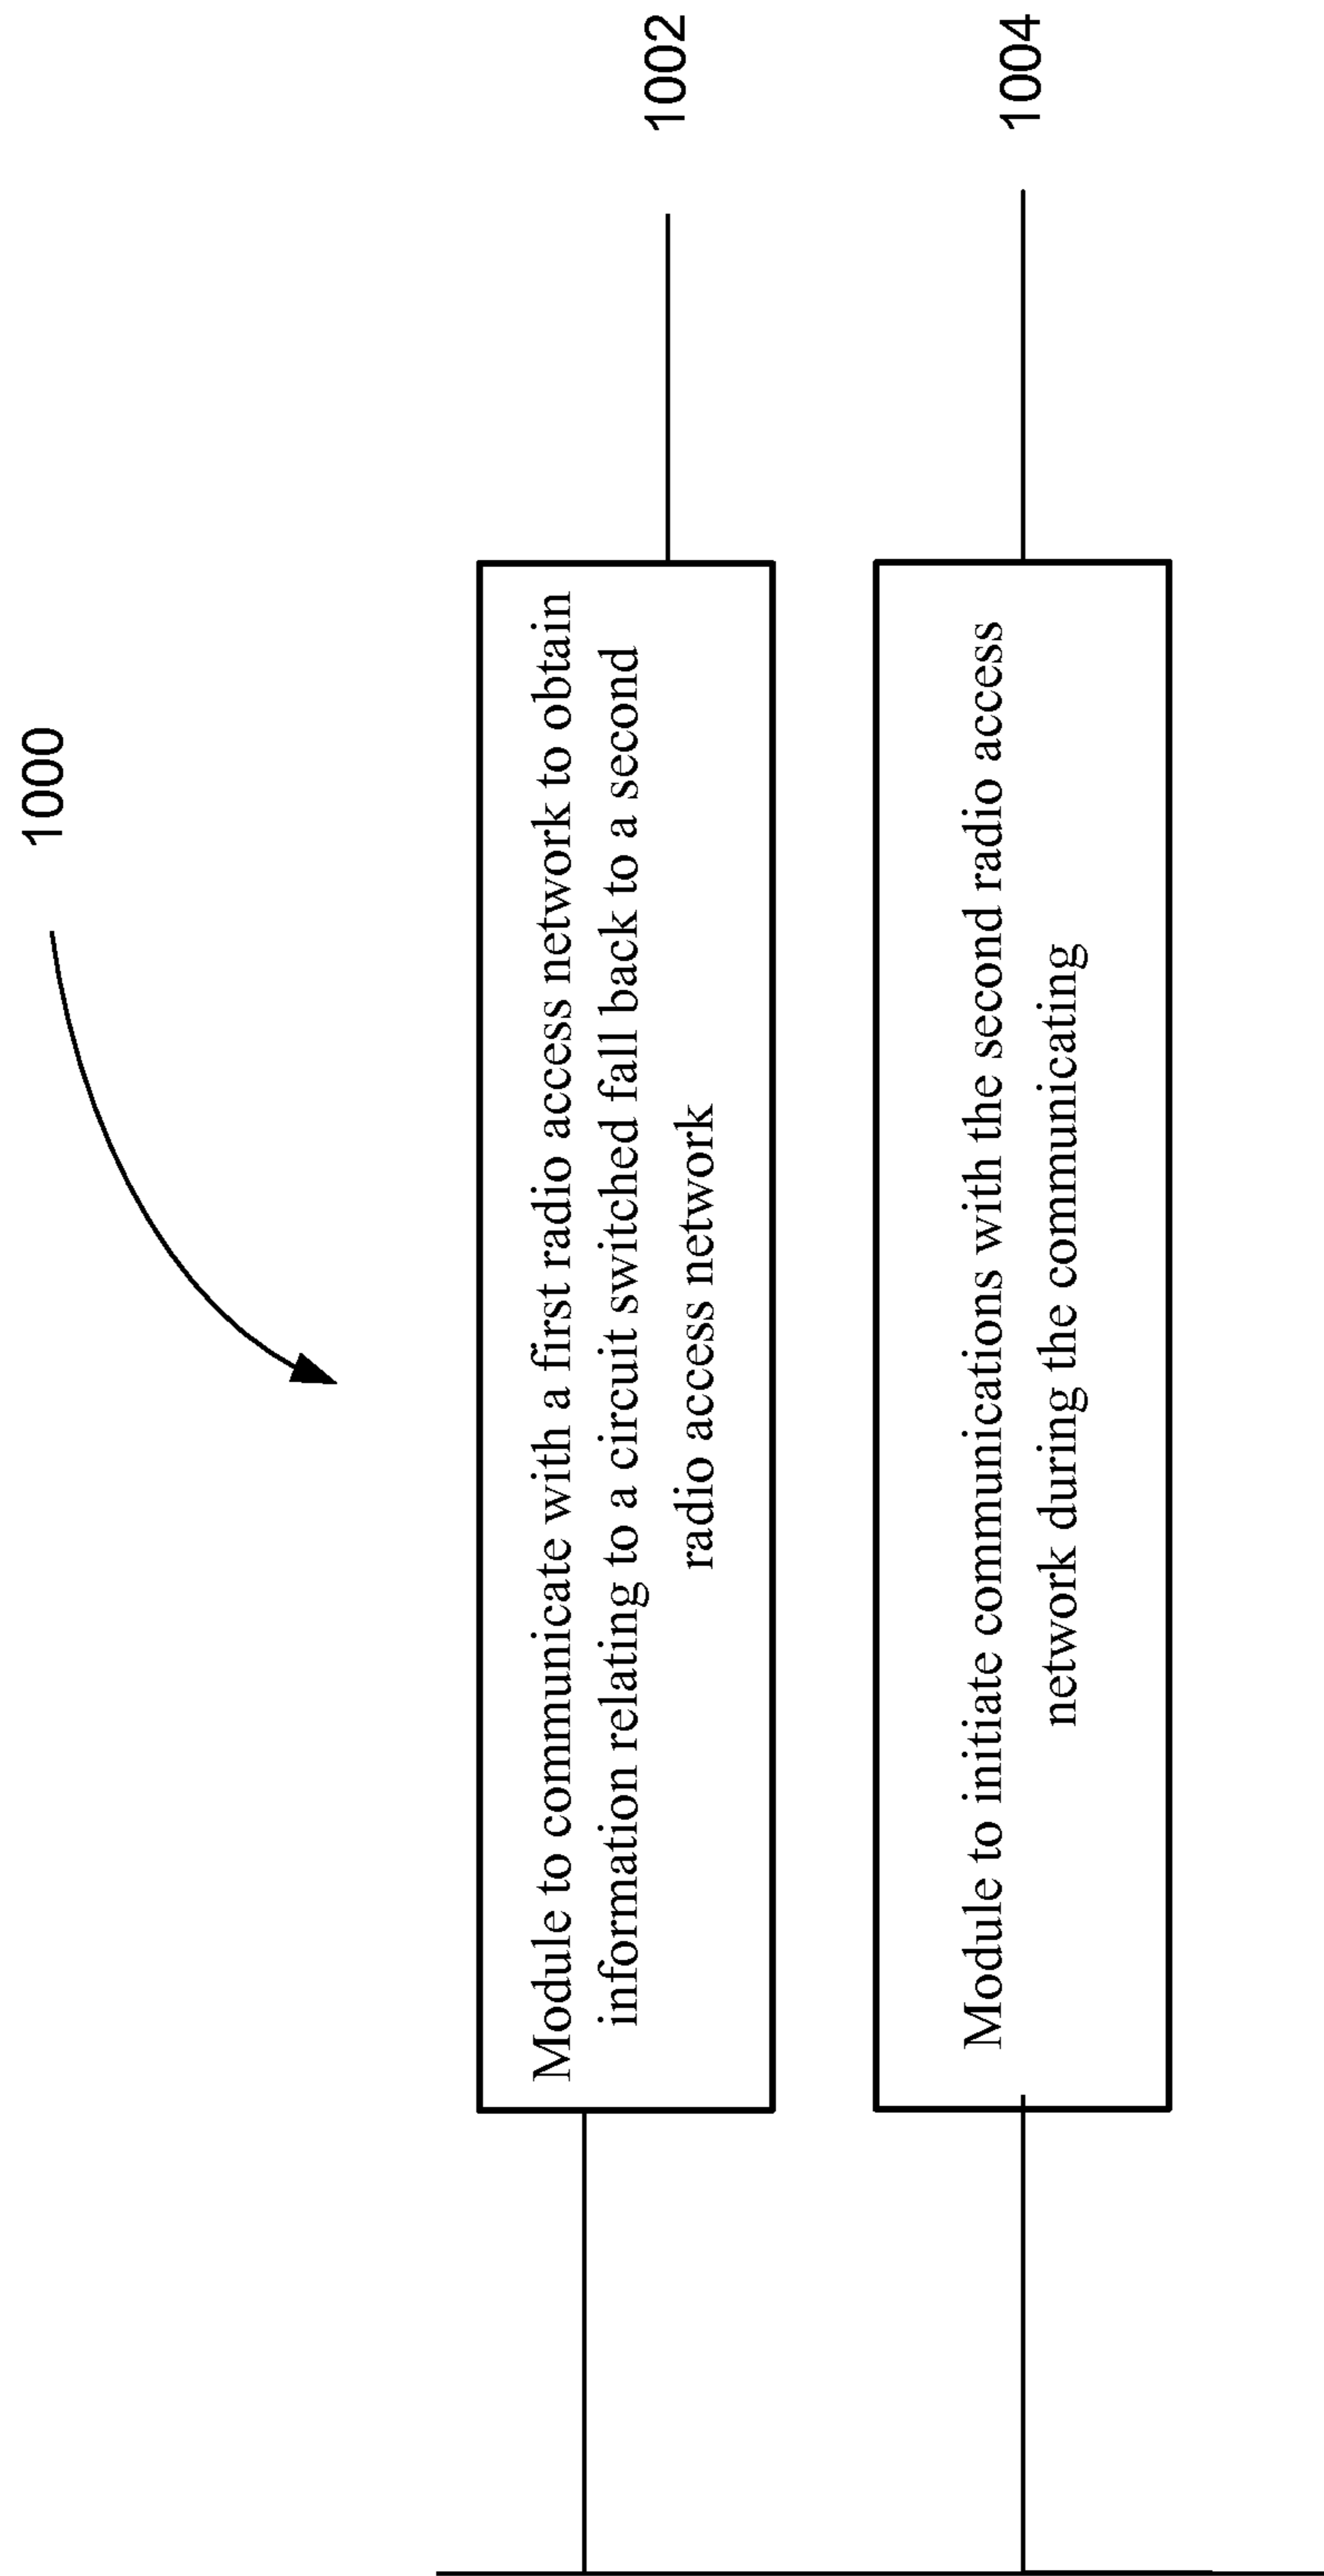 1000
Module to communicate with a first radio access network to obtain
information relating to a circuit switched fall back to a second
radio access network
1002
Module to initiate communications with the second radio access
network during the communicating
1004